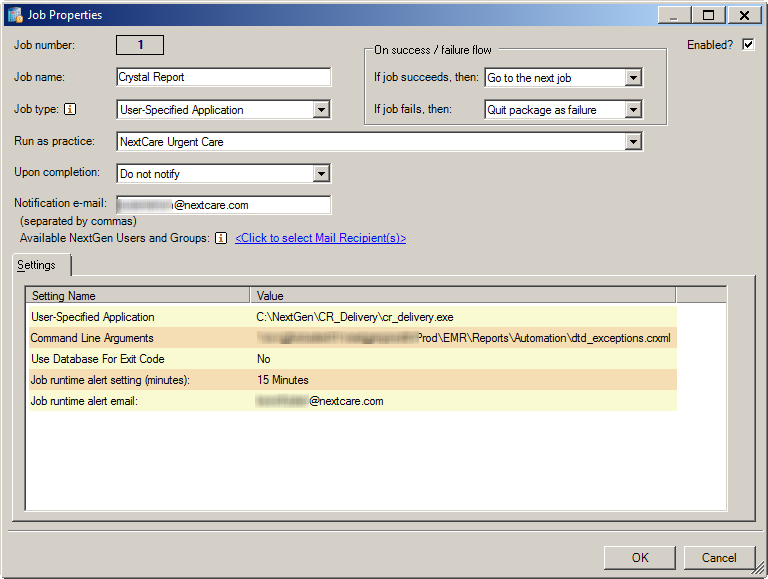 Job Properties
Job number: 1
On success / failure flow
Enabled?
Job name: Crystal Report
If job succeeds, then: Go to the next job
Job type: i User-Specified Application
If job fails, then: Quit package as failure
Run as practice: NextCare Urgent Care
Upon completion: Do not notify
Notification e-mail: @nextcare.com
(separated by commas)
Available NextGen Users and Groups: i <Click to select Mail Recipient(s)>
Settings
Setting Name Value
User-Specified Application C:\NextGen\CR_Delivery\cr_delivery.exe
Command Line Arguments Prod\EMR\Reports\Automation\dtd_exceptions.crxml
Use Database For Exit Code No
Job runtime alert setting (minutes): 15 Minutes
Job runtime alert email: @nextcare.com
OK Cancel